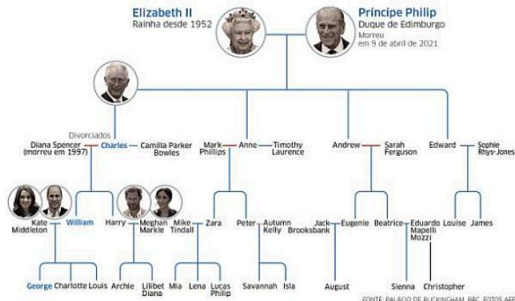 Elizabeth II
Rainha desde 1952
Príncipe Philip
Duque de Edimburgo
Morreu
em 9 de abril de 2021
Divorciados
Diana Spencer
(morreu em 1997)
Charles
Camilla Parker
Bowles
Mark
Phillips
Anne
Timothy
Laurence
Andrew
Sarah
Ferguson
Edward
Sophie
Rhys-Jones
Kate
Middleton
William
Harry
Meghan
Markle
Mike
Tindall
Zara
Peter
Autumn
Kelly
Jack
Brooksbank
Eugenie
Beatrice
Eduardo
Mapelli
Mozzi
Louise
James
George
Charlotte
Louis
Archie
Lilibet
Diana
Mia
Lena
Lucas
Philip
Savannah
Isla
August
Sienna
Christopher
FONTE: PALÁCIO DE BUCKINGHAM, BBC. FOTOS AFP